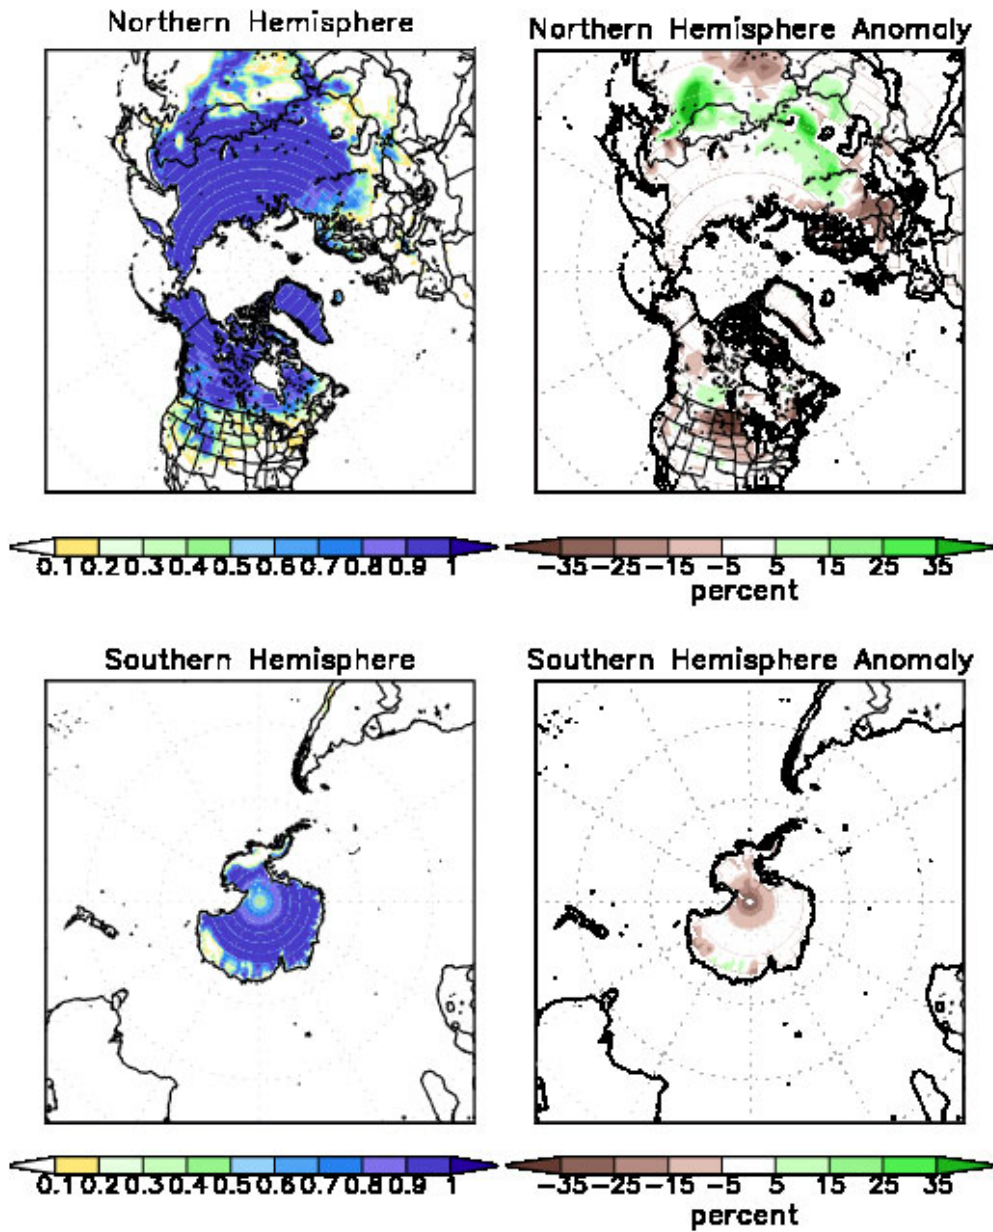 Northern Hemisphere
Northern Hemisphere Anomaly
0.1 0.2 0.3 0.4 0.5 0.6 0.7 0.8 0.9 1
-35 -25 -15 -5 5 15 25 35
percent
Southern Hemisphere
Southern Hemisphere Anomaly
0.1 0.2 0.3 0.4 0.5 0.6 0.7 0.8 0.9 1
-35 -25 -15 -5 5 15 25 35
percent